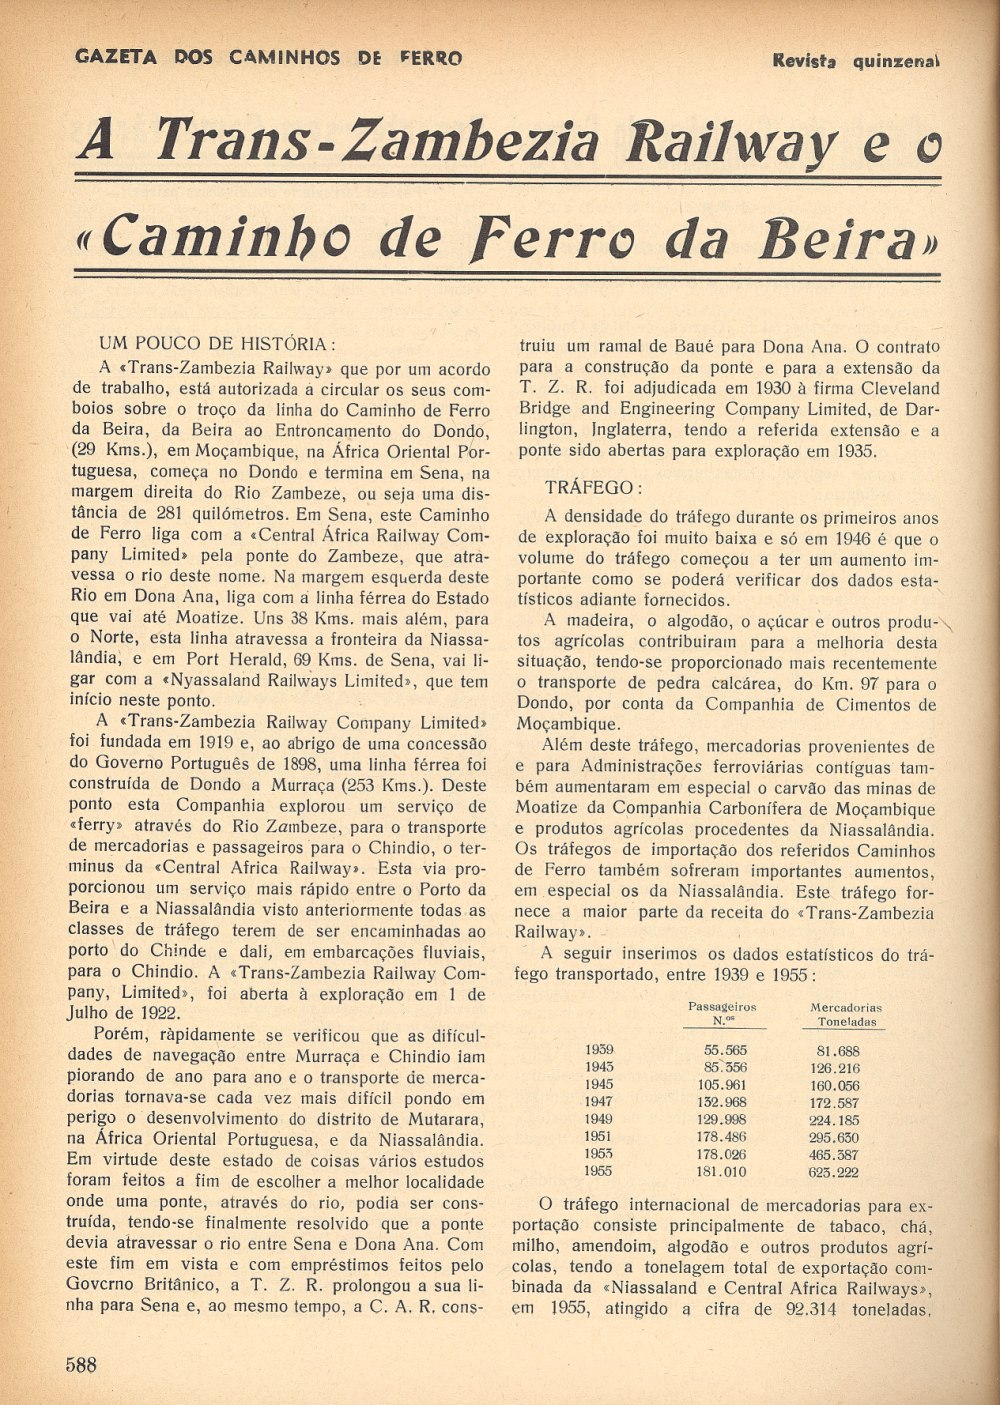 GAZETA DOS CAMINHOS DE FERRO
Revista quinzenal
A Trans-Zambezia Railway e o
«Caminho de Ferro da Beira»
UM POUCO DE HISTÓRIA:
A «Trans-Zambezia Railway» que por um acordo
de trabalho, está autorizada a circular os seus com-
boios sobre o troço da linha do Caminho de Ferro
da Beira, da Beira ao Entroncamento do Dondo,
(29 Kms.), em Moçambique, na África Oriental Por-
tuguesa, começa no Dondo e termina em Sena, na
margem direita do Rio Zambeze, ou seja uma dis-
tância de 281 quilómetros. Em Sena, este Caminho
de Ferro liga com a «Central África Railway Com-
pany Limited» pela ponte do Zambeze, que atra-
vessa o rio deste nome. Na margem esquerda deste
Rio em Dona Ana, liga com a linha férrea do Estado
que vai até Moatize. Uns 38 Kms. mais além, para
o Norte, esta linha atravessa a fronteira da Niassa-
lândia, e em Port Herald, 69 Kms. de Sena, vai li-
gar com a «Nyassaland Railways Limited», que tem
início neste ponto.
A «Trans-Zambezia Railway Company Limited»
foi fundada em 1919 e, ao abrigo de uma concessão
do Governo Português de 1898, uma linha férrea foi
construída de Dondo a Murraça (253 Kms.). Deste
ponto esta Companhia explorou um serviço de
«ferry» através do Rio Zambeze, para o transporte
de mercadorias e passageiros para o Chindio, o ter-
minus da «Central Africa Railway». Esta via pro-
porcionou um serviço mais rápido entre o Porto da
Beira e a Niassalândia visto anteriormente todas as
classes de tráfego terem de ser encaminhadas ao
porto do Chinde e dali, em embarcações fluviais,
para o Chindio. A «Trans-Zambezia Railway Com-
pany, Limited», foi aberta à exploração em 1 de
Julho de 1922.
Porém, ràpidamente se verificou que as dificul-
dades de navegação entre Murraça e Chindio iam
piorando de ano para ano e o transporte de merca-
dorias tornava-se cada vez mais difícil pondo em
perigo o desenvolvimento do distrito de Mutarara,
na África Oriental Portuguesa, e da Niassalândia.
Em virtude deste estado de coisas vários estudos
foram feitos a fim de escolher a melhor localidade
onde uma ponte, através do rio, podia ser cons-
truída, tendo-se finalmente resolvido que a ponte
devia atravessar o rio entre Sena e Dona Ana. Com
este fim em vista e com empréstimos feitos pelo
Govcrno Britânico, a T. Z. R. prolongou a sua li-
nha para Sena e, ao mesmo tempo, a C. A. R. cons-
truiu um ramal de Baué para Dona Ana. O contrato
para a construção da ponte e para a extensão da
T. Z. R. foi adjudicada em 1930 à firma Cleveland
Bridge and Engineering Company Limited, de Dar-
lington, Inglaterra, tendo a referida extensão e a
ponte sido abertas para exploração em 1935.
TRÁFEGO:
A densidade do tráfego durante os primeiros anos
de exploração foi muito baixa e só em 1946 é que o
volume do tráfego começou a ter um aumento im-
portante como se poderá verificar dos dados esta-
tísticos adiante fornecidos.
A madeira, o algodão, o açúcar e outros produ-
tos agrícolas contribuiram para a melhoria desta
situação, tendo-se proporcionado mais recentemente
o transporte de pedra calcárea, do Km. 97 para o
Dondo, por conta da Companhia de Cimentos de
Moçambique.
Além deste tráfego, mercadorias provenientes de
e para Administrações ferroviárias contíguas tam-
bém aumentaram em especial o carvão das minas de
Moatize da Companhia Carbonífera de Moçambique
e produtos agrícolas procedentes da Niassalândia.
Os tráfegos de importação dos referidos Caminhos
de Ferro também sofreram importantes aumentos,
em especial os da Niassalândia. Este tráfego for-
nece a maior parte da receita do «Trans-Zambezia
Railway».
A seguir inserimos os dados estatísticos do trá-
fego transportado, entre 1939 e 1955:
Passageiros Mercadorias
N.ºˢ Toneladas
1939 55.565 81.688
1943 85.356 126.216
1945 105.961 160.056
1947 132.968 172.587
1949 129.998 224.185
1951 178.486 295.630
1953 178.026 465.387
1955 181.010 623.222
O tráfego internacional de mercadorias para ex-
portação consiste principalmente de tabaco, chá,
milho, amendoim, algodão e outros produtos agrí-
colas, tendo a tonelagem total de exportação com-
binada da «Niassaland e Central Africa Railways»,
em 1955, atingido a cifra de 92.314 toneladas,
588